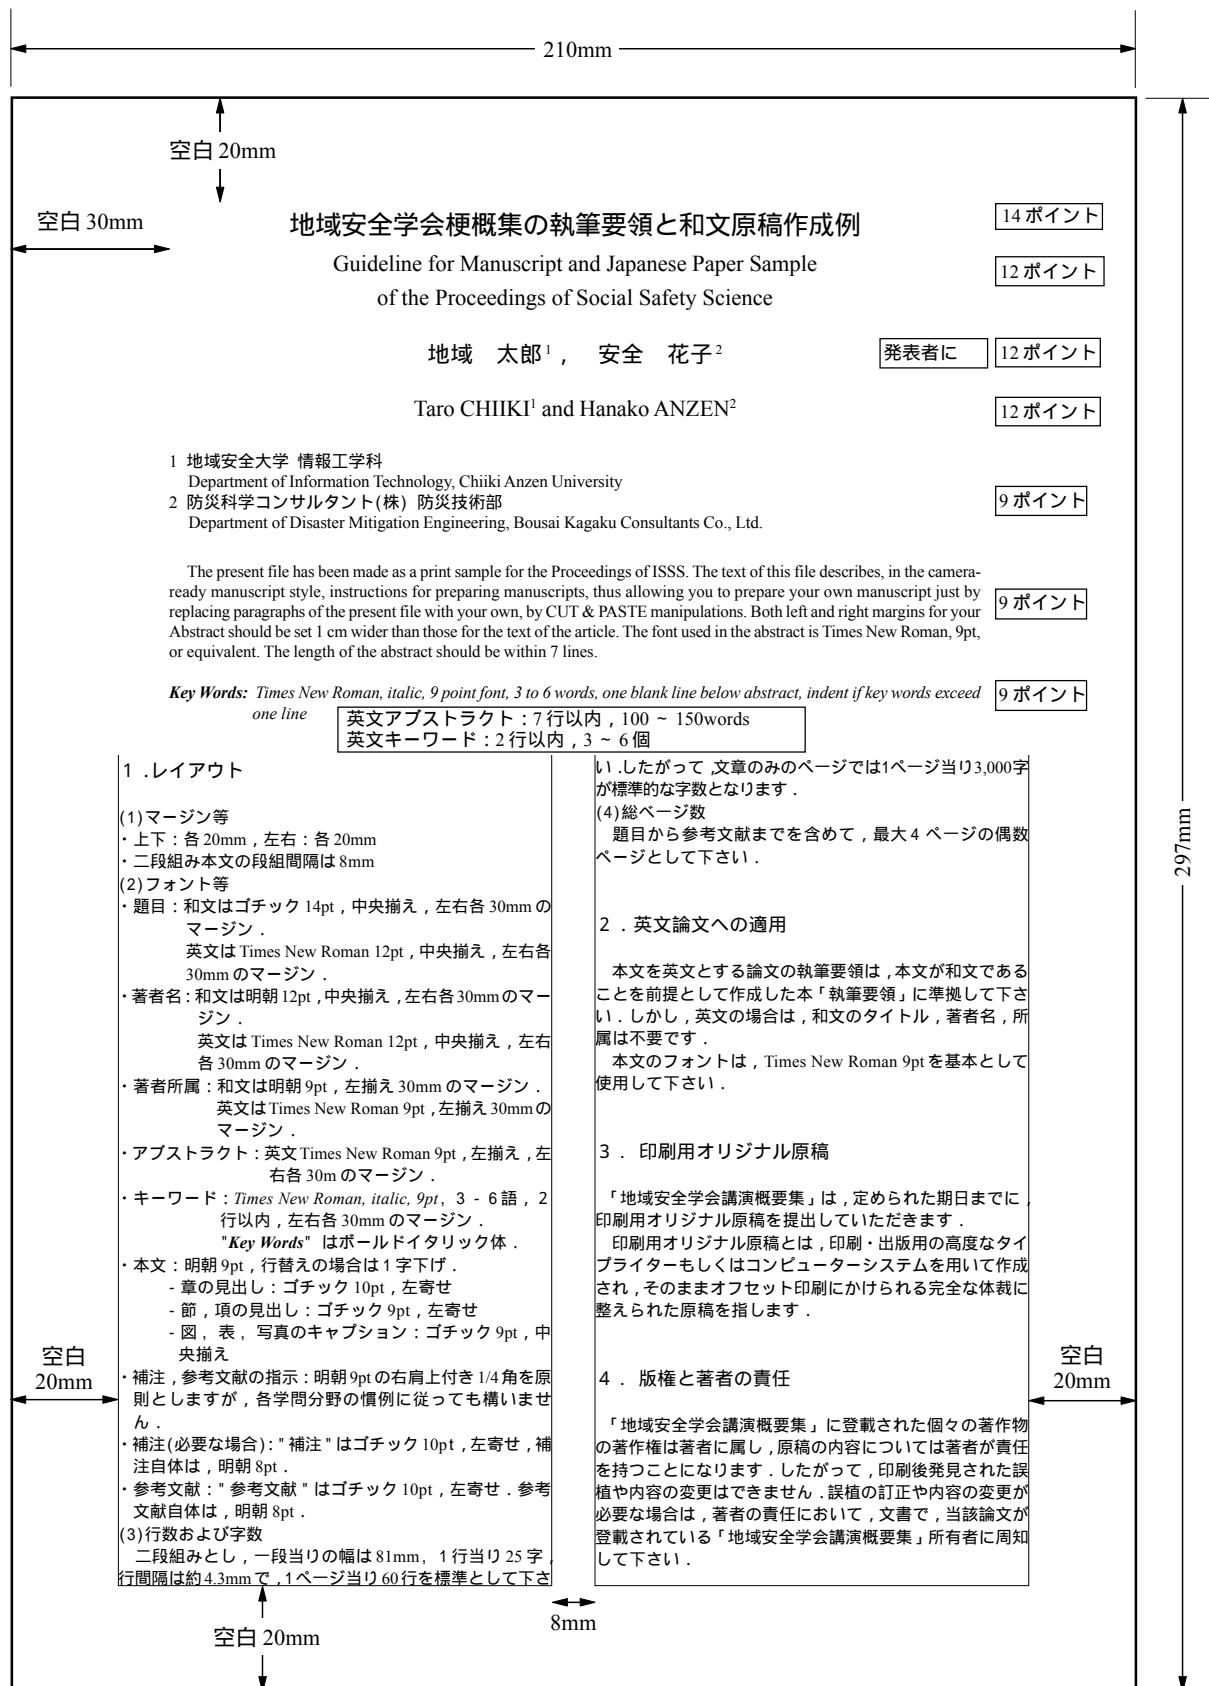 210mm
空白 20mm
空白 30mm
地域安全学会梗概集の執筆要領と和文原稿作成例
14 ポイント
Guideline for Manuscript and Japanese Paper Sample
of the Proceedings of Social Safety Science
12 ポイント
地域　太郎1 ,　安全　花子2
発表者に
12 ポイント
Taro CHIIKI1 and Hanako ANZEN2
12 ポイント
1 地域安全大学 情報工学科
Department of Information Technology, Chiiki Anzen University
2 防災科学コンサルタント(株) 防災技術部
Department of Disaster Mitigation Engineering, Bousai Kagaku Consultants Co., Ltd.
9 ポイント
The present file has been made as a print sample for the Proceedings of ISSS. The text of this file describes, in the camera-
ready manuscript style, instructions for preparing manuscripts, thus allowing you to prepare your own manuscript just by
replacing paragraphs of the present file with your own, by CUT & PASTE manipulations. Both left and right margins for your
Abstract should be set 1 cm wider than those for the text of the article. The font used in the abstract is Times New Roman, 9pt,
or equivalent. The length of the abstract should be within 7 lines.
9 ポイント
Key Words: Times New Roman, italic, 9 point font, 3 to 6 words, one blank line below abstract, indent if key words exceed
one line
9 ポイント
英文アブストラクト：7 行以内，100 ~ 150words
英文キーワード：2 行以内，3 ~ 6 個
1 ．レイアウト
(1)マージン等
・上下：各 20mm，左右：各 20mm
・二段組み本文の段組間隔は 8mm
(2)フォント等
・題目：和文はゴチック 14pt，中央揃え，左右各 30mm の
マージン．
英文は Times New Roman 12pt，中央揃え，左右各
30mm のマージン．
・著者名：和文は明朝 12pt，中央揃え，左右各 30mm のマー
ジン．
英文は Times New Roman 12pt，中央揃え，左右
各 30mm のマージン．
・著者所属：和文は明朝 9pt，左揃え 30mm のマージン．
英文は Times New Roman 9pt，左揃え 30mm の
マージン．
・アブストラクト：英文 Times New Roman 9pt，左揃え，左
右各 30m のマージン．
・キーワード：Times New Roman, italic, 9pt，3 - 6 語，2
行以内，左右各 30mm のマージン．
"Key Words" はボールドイタリック体．
・本文：明朝 9pt，行替えの場合は 1 字下げ．
- 章の見出し：ゴチック 10pt，左寄せ
- 節，項の見出し：ゴチック 9pt，左寄せ
- 図，表，写真のキャプション：ゴチック 9pt，中
央揃え
・補注，参考文献の指示：明朝 9pt の右肩上付き 1/4 角を原
則としますが，各学問分野の慣例に従っても構いませ
ん．
・補注(必要な場合)：" 補注 " はゴチック 10pt，左寄せ，補
注自体は，明朝 8pt．
・参考文献：" 参考文献 " はゴチック 10pt，左寄せ．参考
文献自体は，明朝 8pt．
(3)行数および字数
二段組みとし，一段当りの幅は 81mm，1 行当り 25 字，
行間隔は約 4.3mm で，1 ページ当り 60 行を標準として下さ
い．したがって，文章のみのページでは1ページ当り3,000字
が標準的な字数となります．
(4)総ページ数
題目から参考文献までを含めて，最大 4 ページの偶数
ページとして下さい．
2 ．英文論文への適用
本文を英文とする論文の執筆要領は，本文が和文である
ことを前提として作成した本「執筆要領」に準拠して下さ
い．しかし，英文の場合は，和文のタイトル，著者名，所
属は不要です．
本文のフォントは，Times New Roman 9pt を基本として
使用して下さい．
3 ．印刷用オリジナル原稿
「地域安全学会講演概要集」は，定められた期日までに，
印刷用オリジナル原稿を提出していただきます．
印刷用オリジナル原稿とは，印刷・出版用の高度なタイ
プライターもしくはコンピューターシステムを用いて作成
され，そのままオフセット印刷にかけられる完全な体裁に
整えられた原稿を指します．
4 ．版権と著者の責任
「地域安全学会講演概要集」に登載された個々の著作物
の著作権は著者に属し，原稿の内容については著者が責任
を持つことになります．したがって，印刷後発見された誤
植や内容の変更はできません．誤植の訂正や内容の変更が
必要な場合は，著者の責任において，文書で，当該論文が
登載されている「地域安全学会講演概要集」所有者に周知
して下さい．
空白
20mm
空白
20mm
297mm
8mm
空白 20mm